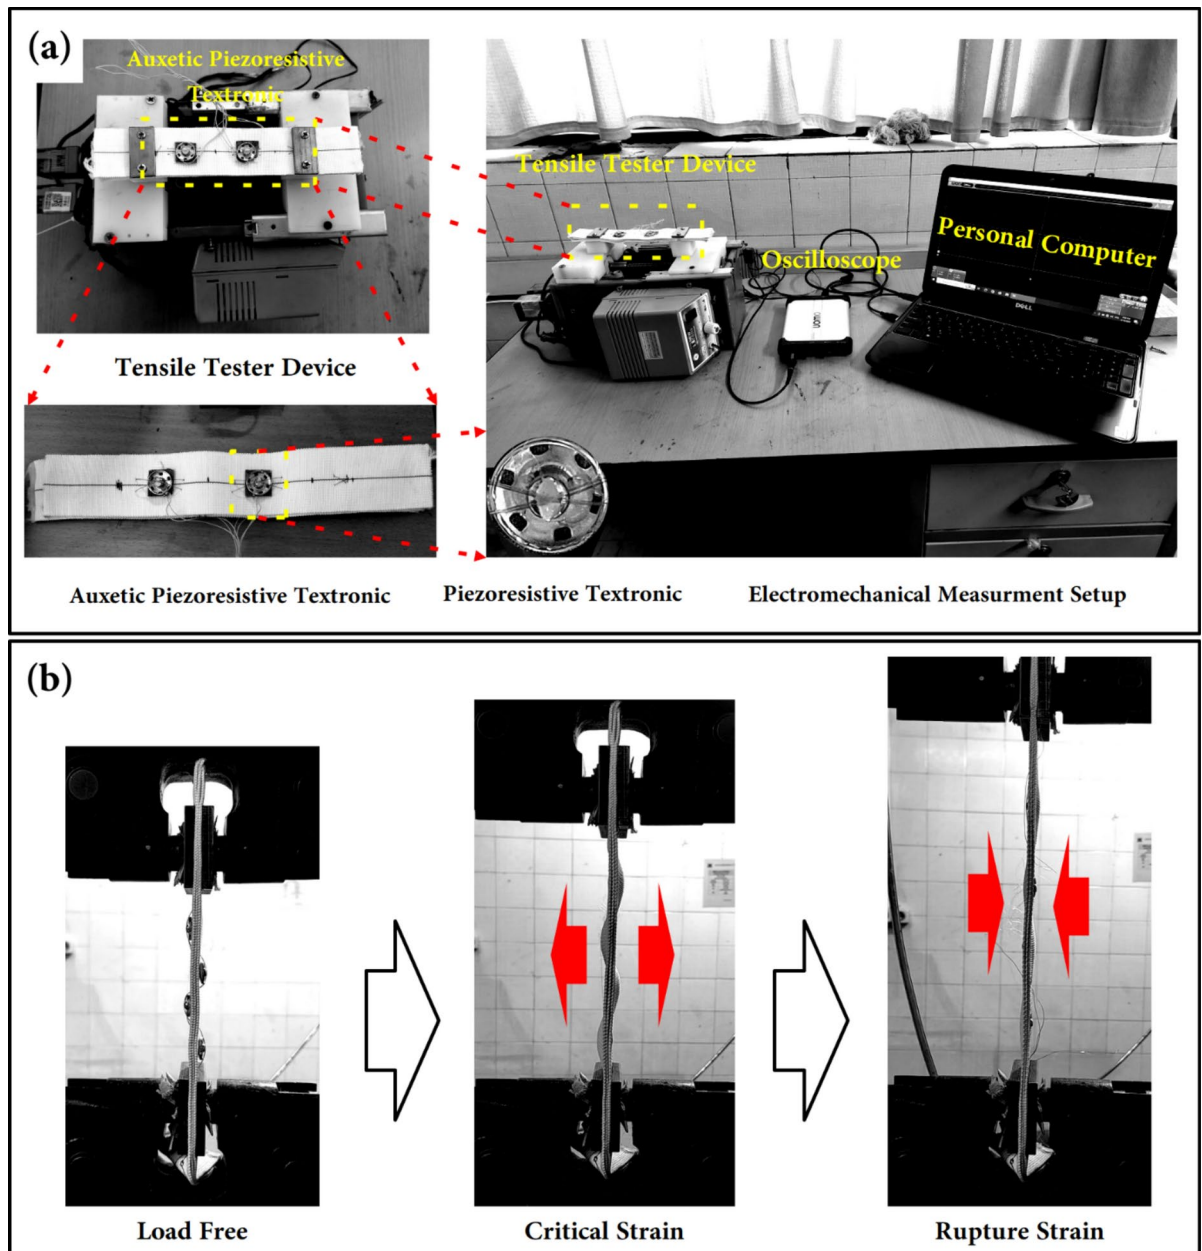 (a)
Auxetic Piezoresistive
Textronic
Tensile Tester Device
Oscilloscope
Personal Computer
DELL
Tensile Tester Device
Auxetic Piezoresistive Textronic
Piezoresistive Textronic
Electromechanical Measurment Setup
(b)
Load Free
Critical Strain
Rupture Strain